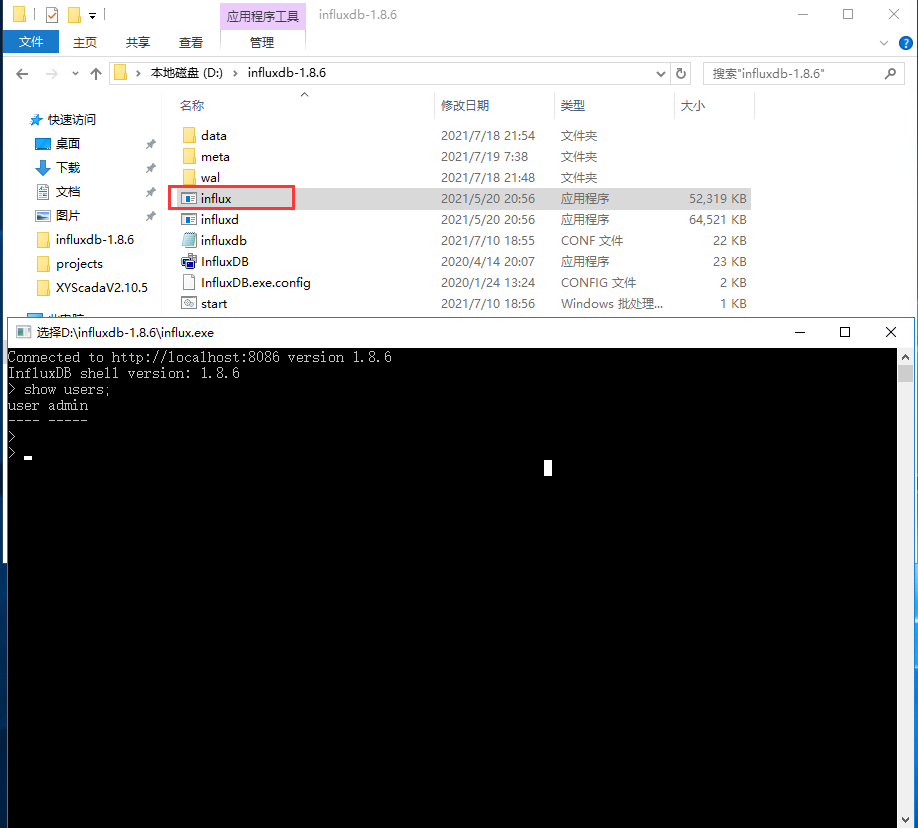 应用程序工具 influxdb-1.8.6
文件 主页 共享 查看 管理
本地磁盘 (D:) influxdb-1.8.6 搜索"influxdb-1.8.6"
名称 修改日期 类型 大小
快速访问
桌面
下载
文档
图片
influxdb-1.8.6
projects
XYScadaV2.10.5
data 2021/7/18 21:54 文件夹
meta 2021/7/19 7:38 文件夹
wal 2021/7/18 21:48 文件夹
influx 2021/5/20 20:56 应用程序 52,319 KB
influxd 2021/5/20 20:56 应用程序 64,521 KB
influxdb 2021/7/10 18:55 CONF 文件 22 KB
InfluxDB 2020/4/14 20:07 应用程序 23 KB
InfluxDB.exe.config 2020/1/24 13:24 CONFIG 文件 2 KB
start 2021/7/10 18:56 Windows 批处理... 1 KB
选择D:\influxdb-1.8.6\influx.exe
Connected to http://localhost:8086 version 1.8.6
InfluxDB shell version: 1.8.6
> show users;
user admin
---- -----
>
>